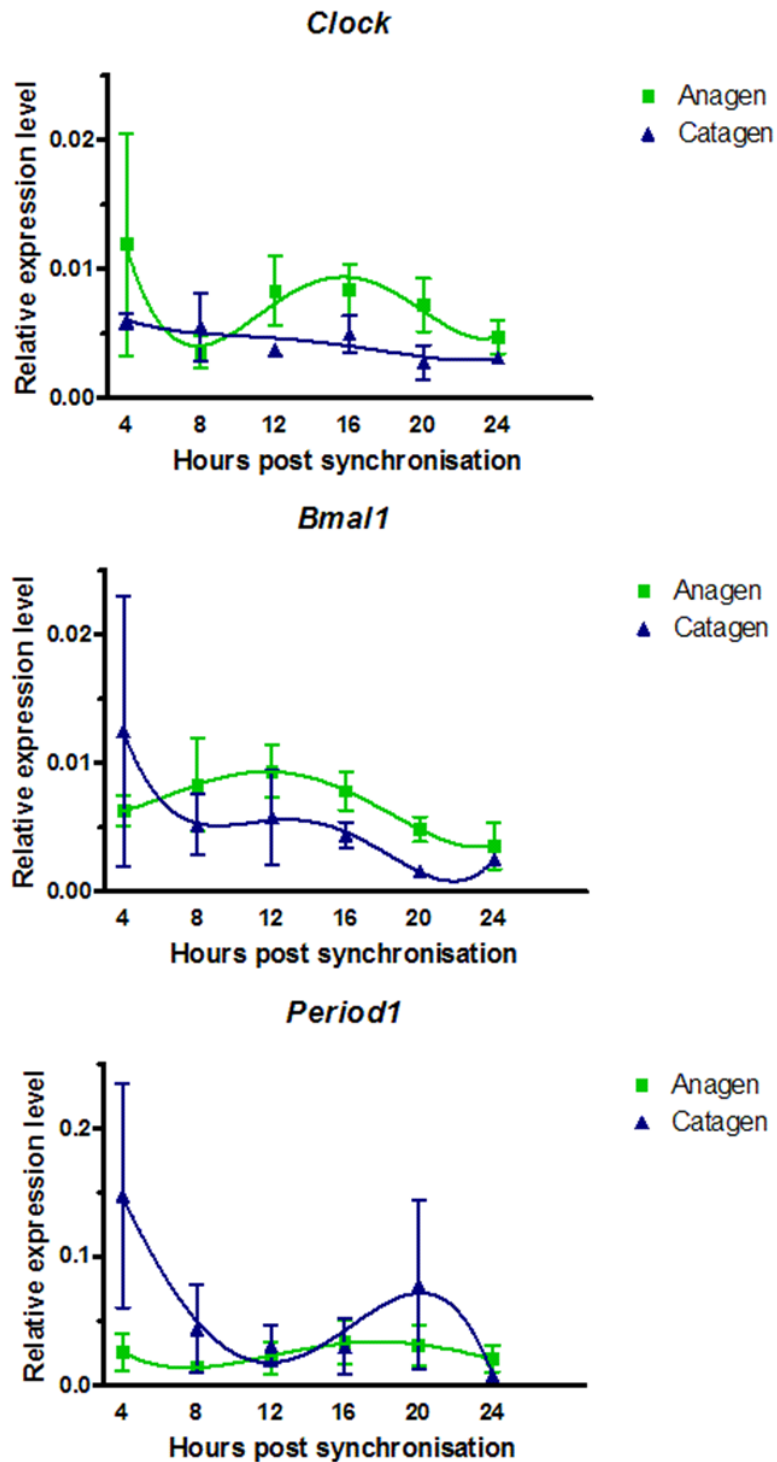 Clock
Anagen
Catagen
Relative expression level
0.02
0.01
0.00
4 8 12 16 20 24
Hours post synchronisation
Bmal1
Anagen
Catagen
Relative expression level
0.02
0.01
0.00
4 8 12 16 20 24
Hours post synchronisation
Period1
Anagen
Catagen
Relative expression level
0.2
0.1
0.0
4 8 12 16 20 24
Hours post synchronisation